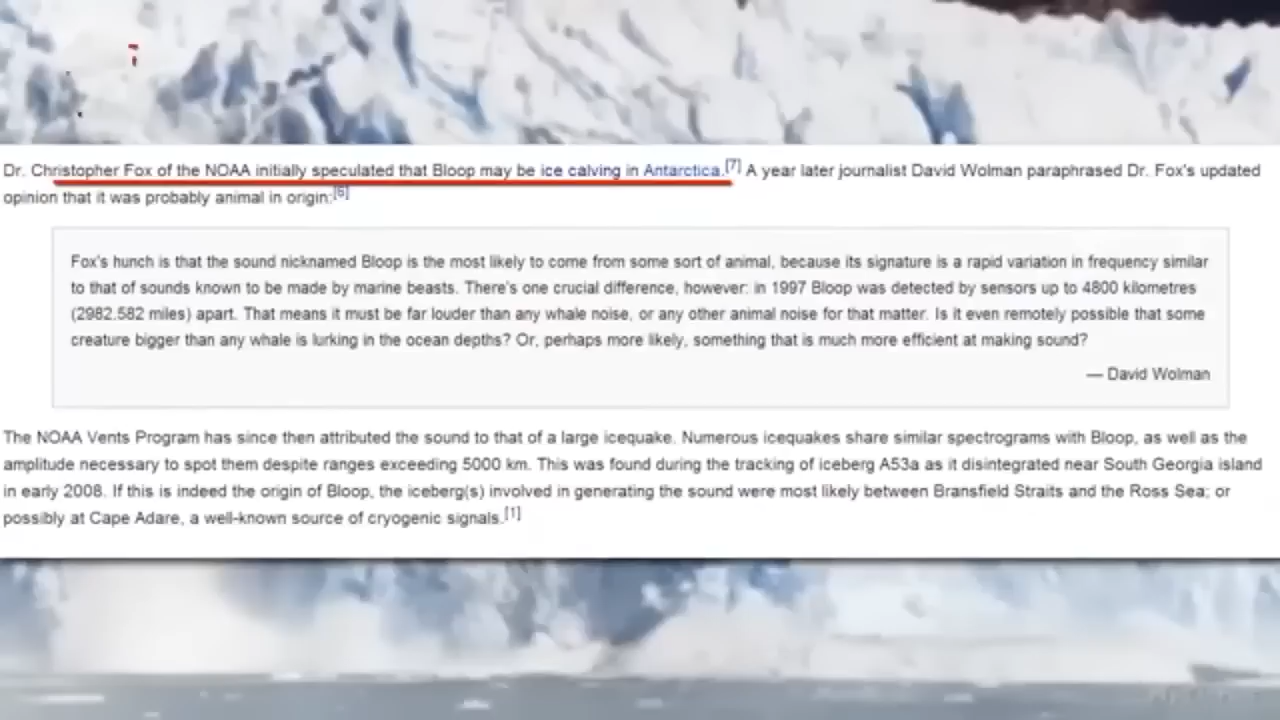 Dr. Christopher Fox of the NOAA initially speculated that Bloop may be ice calving in Antarctica.[7] A year later journalist David Wolman paraphrased Dr. Fox's updated
opinion that it was probably animal in origin:[6]
Fox's hunch is that the sound nicknamed Bloop is the most likely to come from some sort of animal, because its signature is a rapid variation in frequency similar
to that of sounds known to be made by marine beasts. There's one crucial difference, however: in 1997 Bloop was detected by sensors up to 4800 kilometres
(2982.582 miles) apart. That means it must be far louder than any whale noise, or any other animal noise for that matter. Is it even remotely possible that some
creature bigger than any whale is lurking in the ocean depths? Or, perhaps more likely, something that is much more efficient at making sound?
— David Wolman
The NOAA Vents Program has since then attributed the sound to that of a large icequake. Numerous icequakes share similar spectrograms with Bloop, as well as the
amplitude necessary to spot them despite ranges exceeding 5000 km. This was found during the tracking of iceberg A53a as it disintegrated near South Georgia island
in early 2008. If this is indeed the origin of Bloop, the iceberg(s) involved in generating the sound were most likely between Bransfield Straits and the Ross Sea; or
possibly at Cape Adare, a well-known source of cryogenic signals.[1]